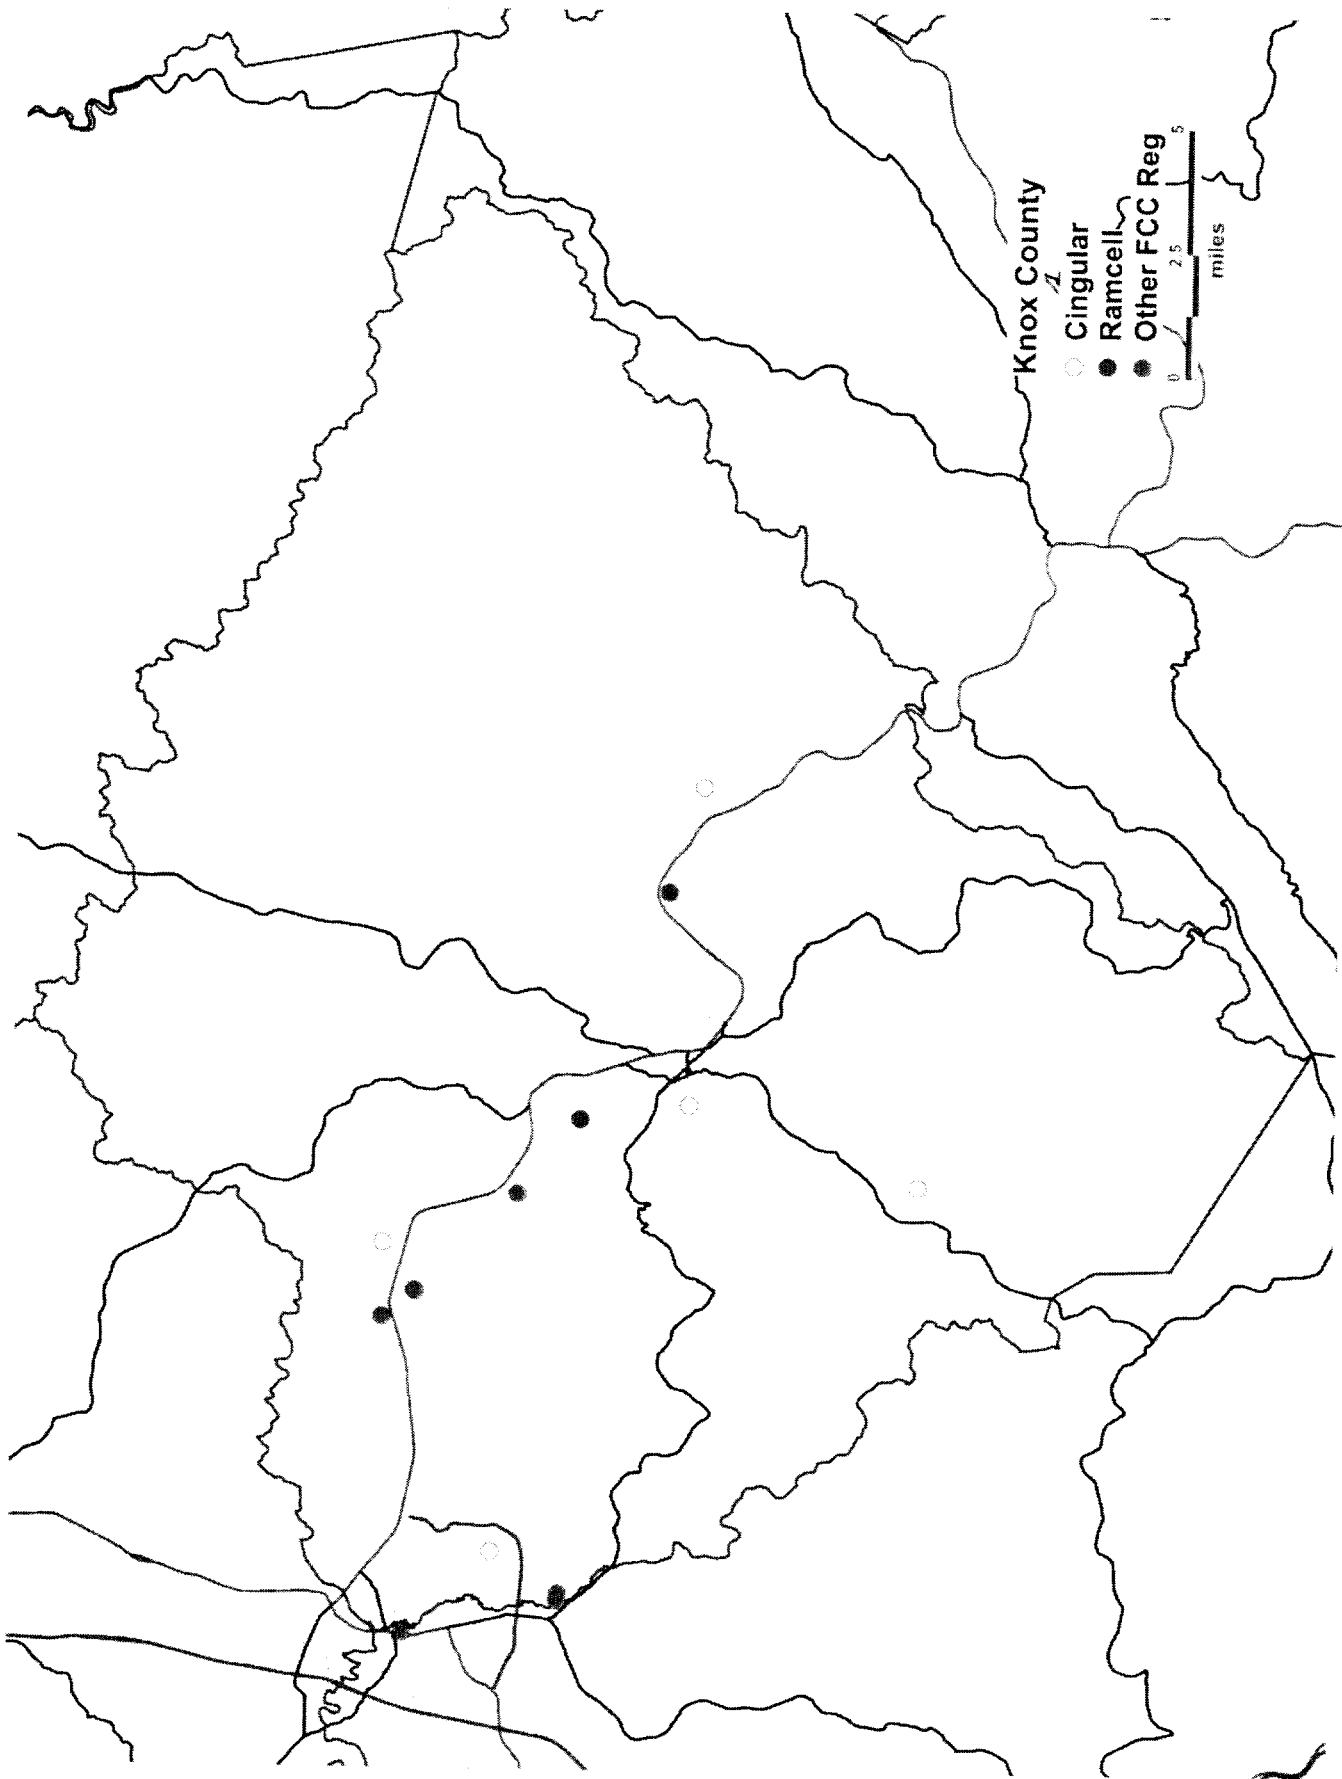 Knox County
Cingular
Ramcell
Other FCC Reg
0 2.5 5
miles